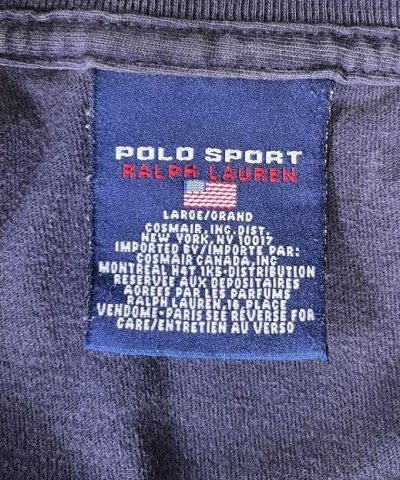 POLO SPORT
RALPH LAUREN
LARGE/GRAND
COSMAIR, INC. DIST.
NEW YORK, NY 10017
IMPORTED BY/IMPORTE PAR:
COSMAIR CANADA, INC
MONTREAL H4T 1K5-DISTRIBUTION
RESERVEE AUX DEPOSITAIRES
AGREES PAR LES PARFUMS
RALPH LAUREN, 16 PLACE
VENDOME-PARIS SEE REVERSE FOR
CARE/ENTRETIEN AU VERSO